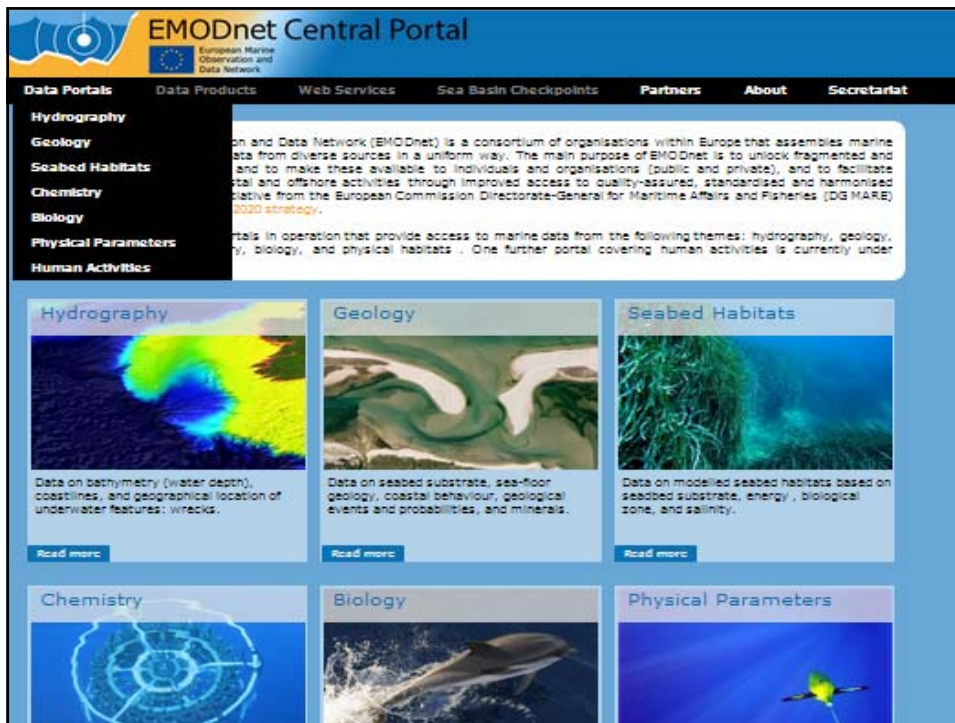 EMODnet Central Portal
European Marine
Observation and
Data Network
Data Portals Data Products Web Services Sea Basin Checkpoints Partners About Secretariat
Hydrography
Geology
Seabed Habitats
Chemistry
Biology
Physical Parameters
Human Activities
on and Data Network (EMODnet) is a consortium of organisations within Europe that assembles marine
ata from diverse sources in a uniform way. The main purpose of EMODnet is to unlock fragmented and
and to make these available to individuals and organisations (public and private), and to facilitate
stal and offshore activities through improved access to quality-assured, standardised and harmonised
itiative from the European Commission Directorate-General for Maritime Affairs and Fisheries (DG MARE)
2020 strategy.
rtals in operation that provide access to marine data from the following themes: hydrography, geology,
ry, biology, and physical habitats . One further portal covering human activities is currently under
Hydrography
Data on bathymetry (water depth),
coastlines, and geographical location of
underwater features: wrecks.
Read more
Geology
Data on seabed substrate, sea-floor
geology, coastal behaviour, geological
events and probabilities, and minerals.
Read more
Seabed Habitats
Data on modelled seabed habitats based on
seadbed substrate, energy , biological
zone, and salinity.
Read more
Chemistry
Biology
Physical Parameters